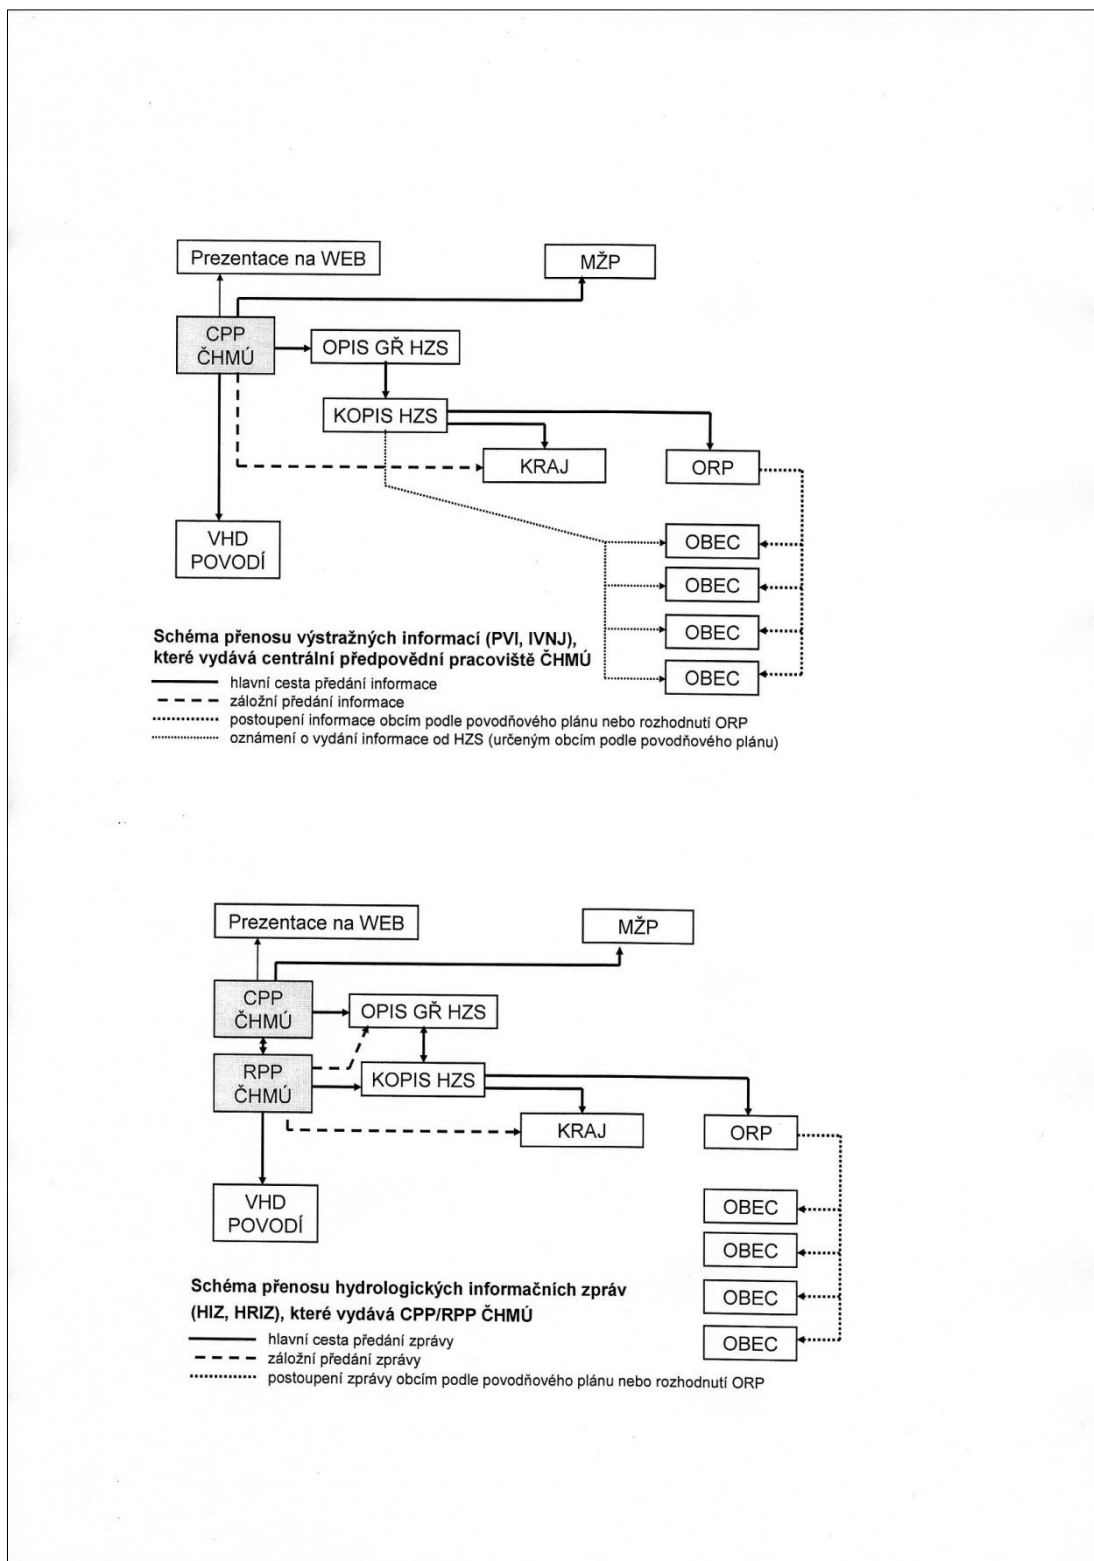 Prezentace na WEB
MŽP
CPP
ČHMÚ
OPIS GŘ HZS
KOPIS HZS
KRAJ
ORP
VHD
POVODÍ
OBEC
OBEC
OBEC
OBEC
Schéma přenosu výstražných informací (PVI, IVNJ),
které vydává centrální předpovědní pracoviště ČHMÚ
hlavní cesta předání informace
záložní předání informace
postoupení informace obcím podle povodňového plánu nebo rozhodnutí ORP
oznámení o vydání informace od HZS (určeným obcím podle povodňového plánu)
Prezentace na WEB
MŽP
CPP
ČHMÚ
OPIS GŘ HZS
RPP
ČHMÚ
KOPIS HZS
KRAJ
ORP
VHD
POVODÍ
OBEC
OBEC
OBEC
OBEC
Schéma přenosu hydrologických informačních zpráv
(HIZ, HRIZ), které vydává CPP/RPP ČHMÚ
hlavní cesta předání zprávy
záložní předání zprávy
postoupení zprávy obcím podle povodňového plánu nebo rozhodnutí ORP